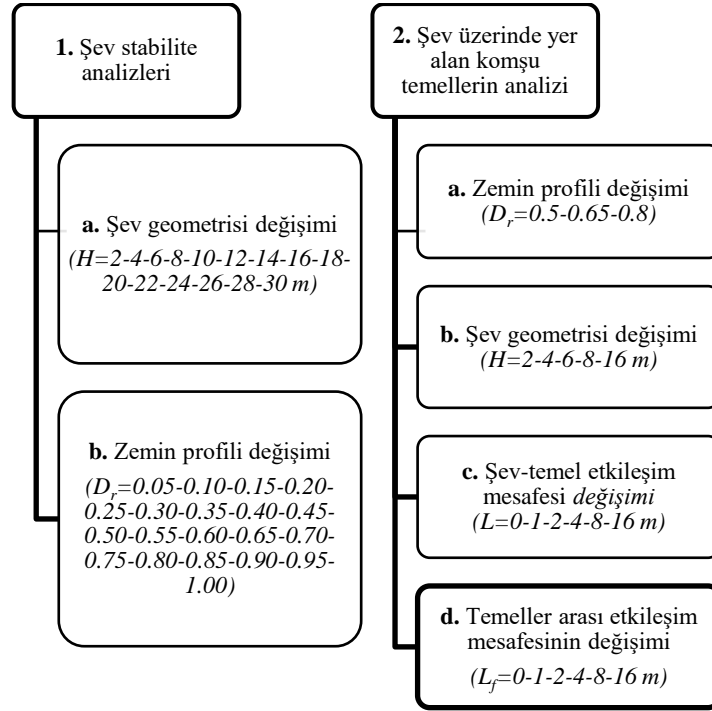 1. Şev stabilite
analizleri
a. Şev geometrisi değişimi
(H=2-4-6-8-10-12-14-16-18-
20-22-24-26-28-30 m)
b. Zemin profili değişimi
(Dr=0.05-0.10-0.15-0.20-
0.25-0.30-0.35-0.40-0.45-
0.50-0.55-0.60-0.65-0.70-
0.75-0.80-0.85-0.90-0.95-
1.00)
2. Şev üzerinde yer
alan komşu
temellerin analizi
a. Zemin profili değişimi
(Dr=0.5-0.65-0.8)
b. Şev geometrisi değişimi
(H=2-4-6-8-16 m)
c. Şev-temel etkileşim
mesafesi değişimi
(L=0-1-2-4-8-16 m)
d. Temeller arası etkileşim
mesafesinin değişimi
(Lf=0-1-2-4-8-16 m)